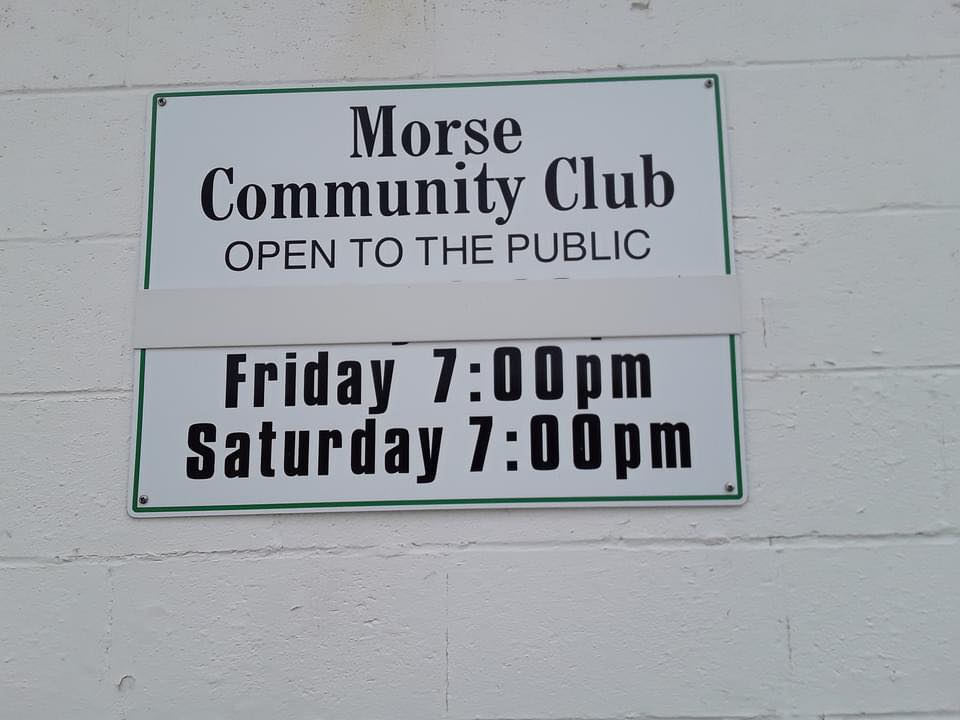 Morse
Community Club
OPEN TO THE PUBLIC
Friday 7:00pm
Saturday 7:00pm